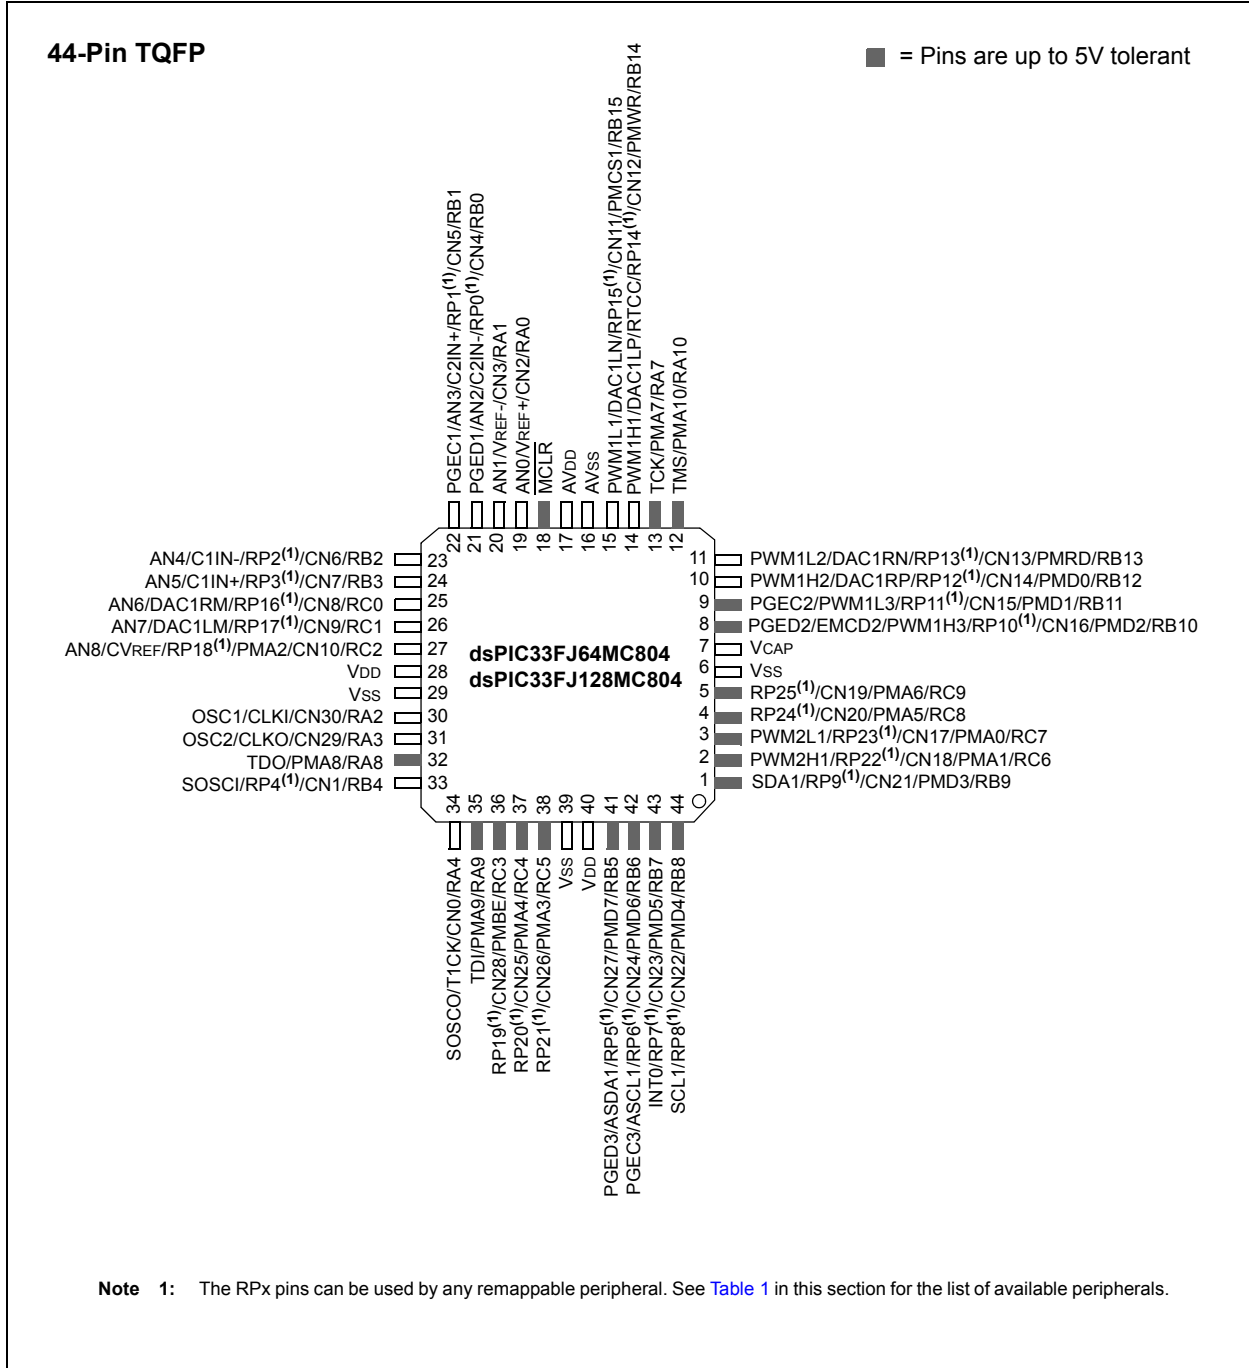 44-Pin TQFP
= Pins are up to 5V tolerant
PGEC1/AN3/C2IN+/RP1(1)/CN5/RB1
PGED1/AN2/C2IN-/RP0(1)/CN4/RB0
AN1/VREF-/CN3/RA1
AN0/VREF+/CN2/RA0
MCLR
AVDD
AVSS
PWM1L1/DAC1LN/RP15(1)/CN11/PMCS1/RB15
PWM1H1/DAC1LP/RTCC/RP14(1)/CN12/PMWR/RB14
TCK/PMA7/RA7
TMS/PMA10/RA10
22
21
20
19
18
17
16
15
14
13
12
AN4/C1IN-/RP2(1)/CN6/RB2 23
AN5/C1IN+/RP3(1)/CN7/RB3 24
AN6/DAC1RM/RP16(1)/CN8/RC0 25
AN7/DAC1LM/RP17(1)/CN9/RC1 26
AN8/CVREF/RP18(1)/PMA2/CN10/RC2 27
VDD 28
VSS 29
OSC1/CLKI/CN30/RA2 30
OSC2/CLKO/CN29/RA3 31
TDO/PMA8/RA8 32
SOSCI/RP4(1)/CN1/RB4 33
dsPIC33FJ64MC804
dsPIC33FJ128MC804
11 PWM1L2/DAC1RN/RP13(1)/CN13/PMRD/RB13
10 PWM1H2/DAC1RP/RP12(1)/CN14/PMD0/RB12
9 PGEC2/PWM1L3/RP11(1)/CN15/PMD1/RB11
8 PGED2/EMCD2/PWM1H3/RP10(1)/CN16/PMD2/RB10
7 VCAP
6 VSS
5 RP25(1)/CN19/PMA6/RC9
4 RP24(1)/CN20/PMA5/RC8
3 PWM2L1/RP23(1)/CN17/PMA0/RC7
2 PWM2H1/RP22(1)/CN18/PMA1/RC6
1 SDA1/RP9(1)/CN21/PMD3/RB9
34
35
36
37
38
39
40
41
42
43
44
SOSCO/T1CK/CN0/RA4
TDI/PMA9/RA9
RP19(1)/CN28/PMBE/RC3
RP20(1)/CN25/PMA4/RC4
RP21(1)/CN26/PMA3/RC5
VSS
VDD
PGED3/ASDA1/RP5(1)/CN27/PMD7/RB5
PGEC3/ASCL1/RP6(1)/CN24/PMD6/RB6
INT0/RP7(1)/CN23/PMD5/RB7
SCL1/RP8(1)/CN22/PMD4/RB8
Note 1: The RPx pins can be used by any remappable peripheral. See Table 1 in this section for the list of available peripherals.